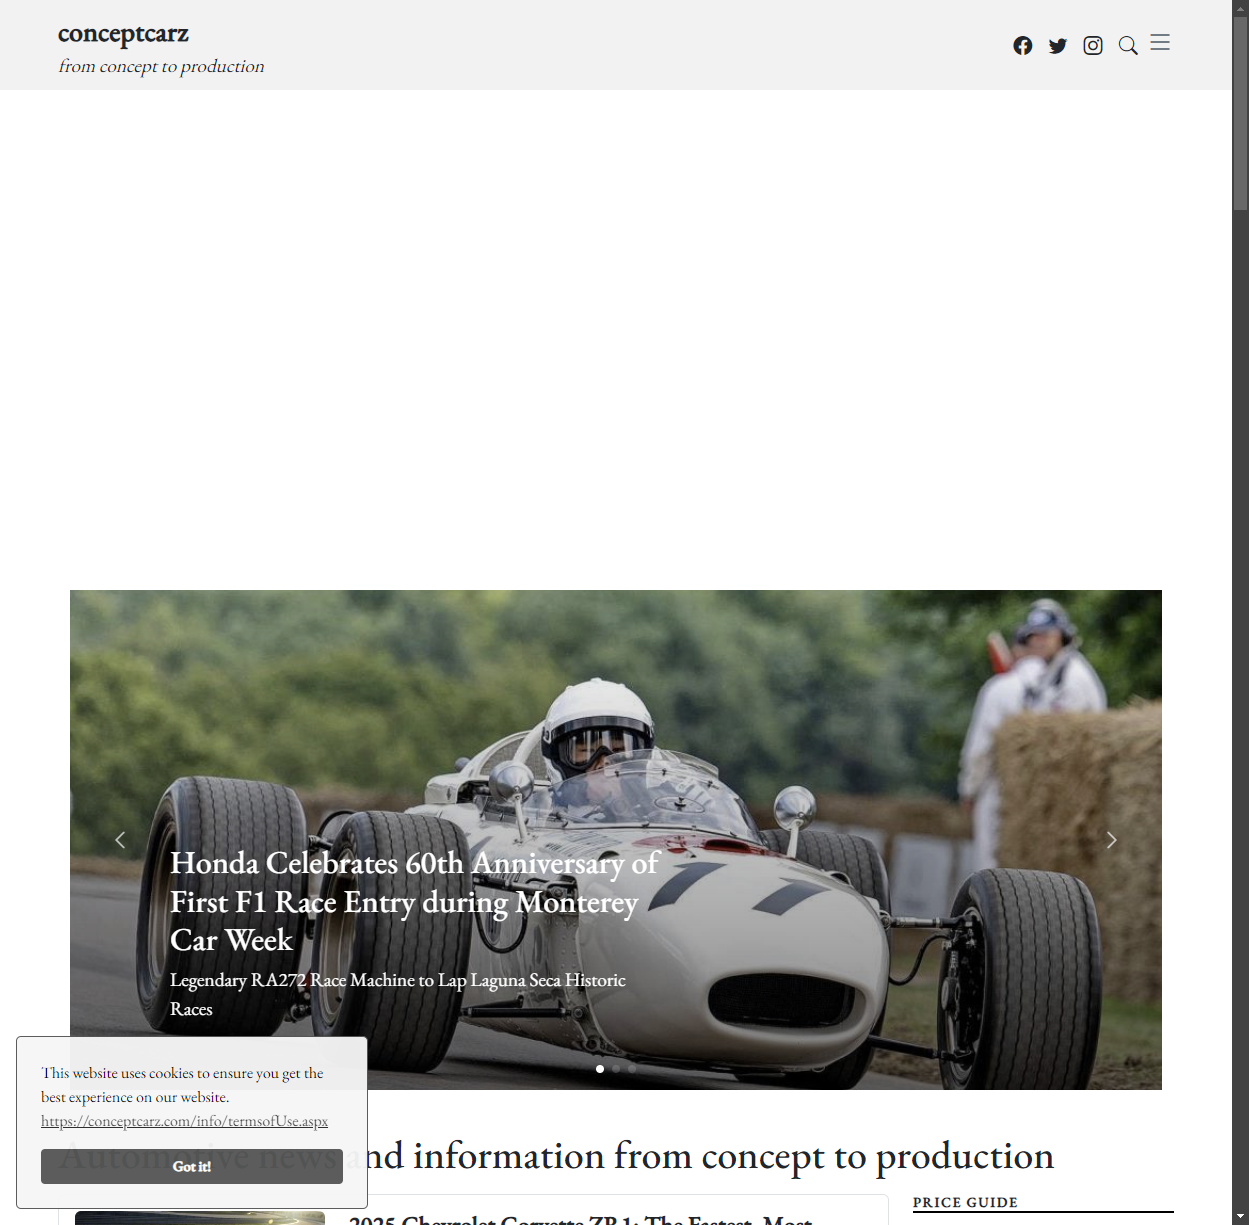 conceptcarz
from concept to production
Honda Celebrates 60th Anniversary of
First F1 Race Entry during Monterey
Car Week
Legendary RA272 Race Machine to Lap Laguna Seca Historic
Races
This website uses cookies to ensure you get the
best experience on our website.
https://conceptcarz.com/info/termsofUse.aspx
Got it!
Automotive news and information from concept to production
PRICE GUIDE
2025 Chevrolet Corvette ZR1: The Fastest, Most